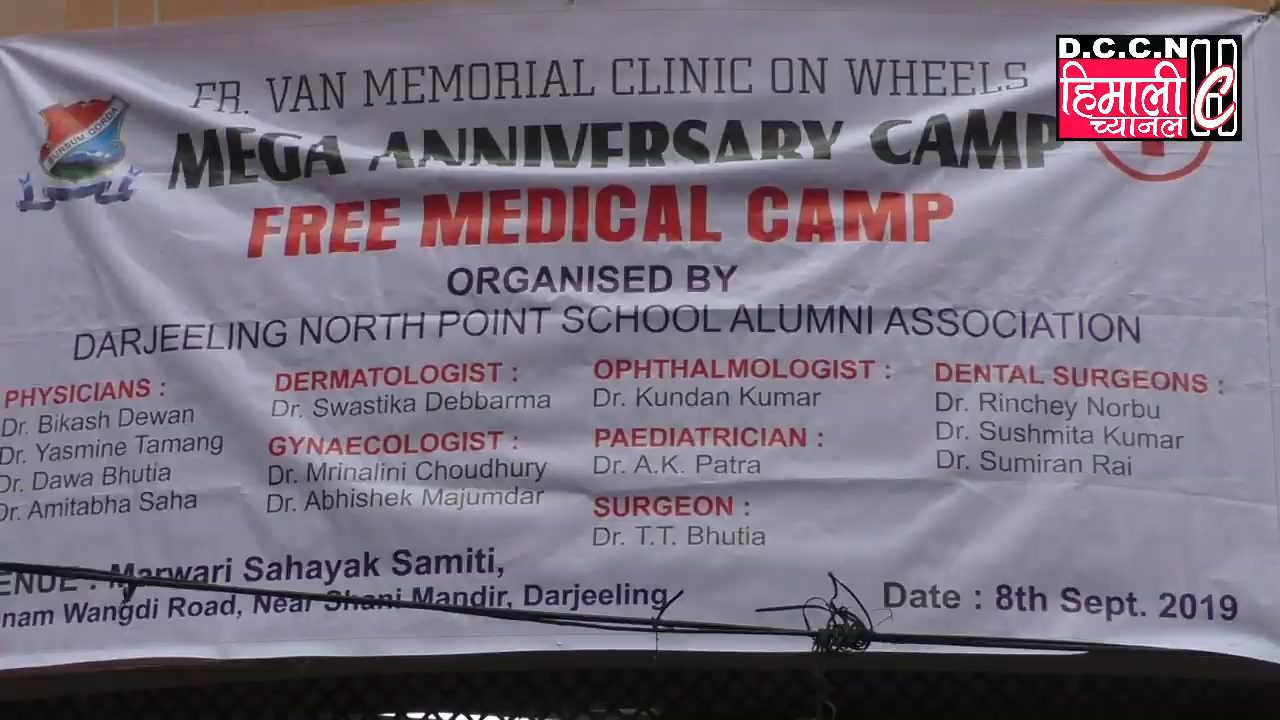 D.C.C.N
हिमाली
च्यानल
FR. VAN MEMORIAL CLINIC ON WHEELS
SURSUM CORDA
MEGA ANNIVERSARY CAMP
FREE MEDICAL CAMP
ORGANISED BY
DARJEELING NORTH POINT SCHOOL ALUMNI ASSOCIATION
PHYSICIANS :
Dr. Bikash Dewan
Dr. Yasmine Tamang
Dr. Dawa Bhutia
Dr. Amitabha Saha
DERMATOLOGIST :
Dr. Swastika Debbarma
GYNAECOLOGIST :
Dr. Mrinalini Choudhury
Dr. Abhishek Majumdar
OPHTHALMOLOGIST :
Dr. Kundan Kumar
PAEDIATRICIAN :
Dr. A.K. Patra
SURGEON :
Dr. T.T. Bhutia
DENTAL SURGEONS :
Dr. Rinchey Norbu
Dr. Sushmita Kumar
Dr. Sumiran Rai
ENUE : Marwari Sahayak Samiti,
nam Wangdi Road, Near Shani Mandir, Darjeeling
Date : 8th Sept. 2019